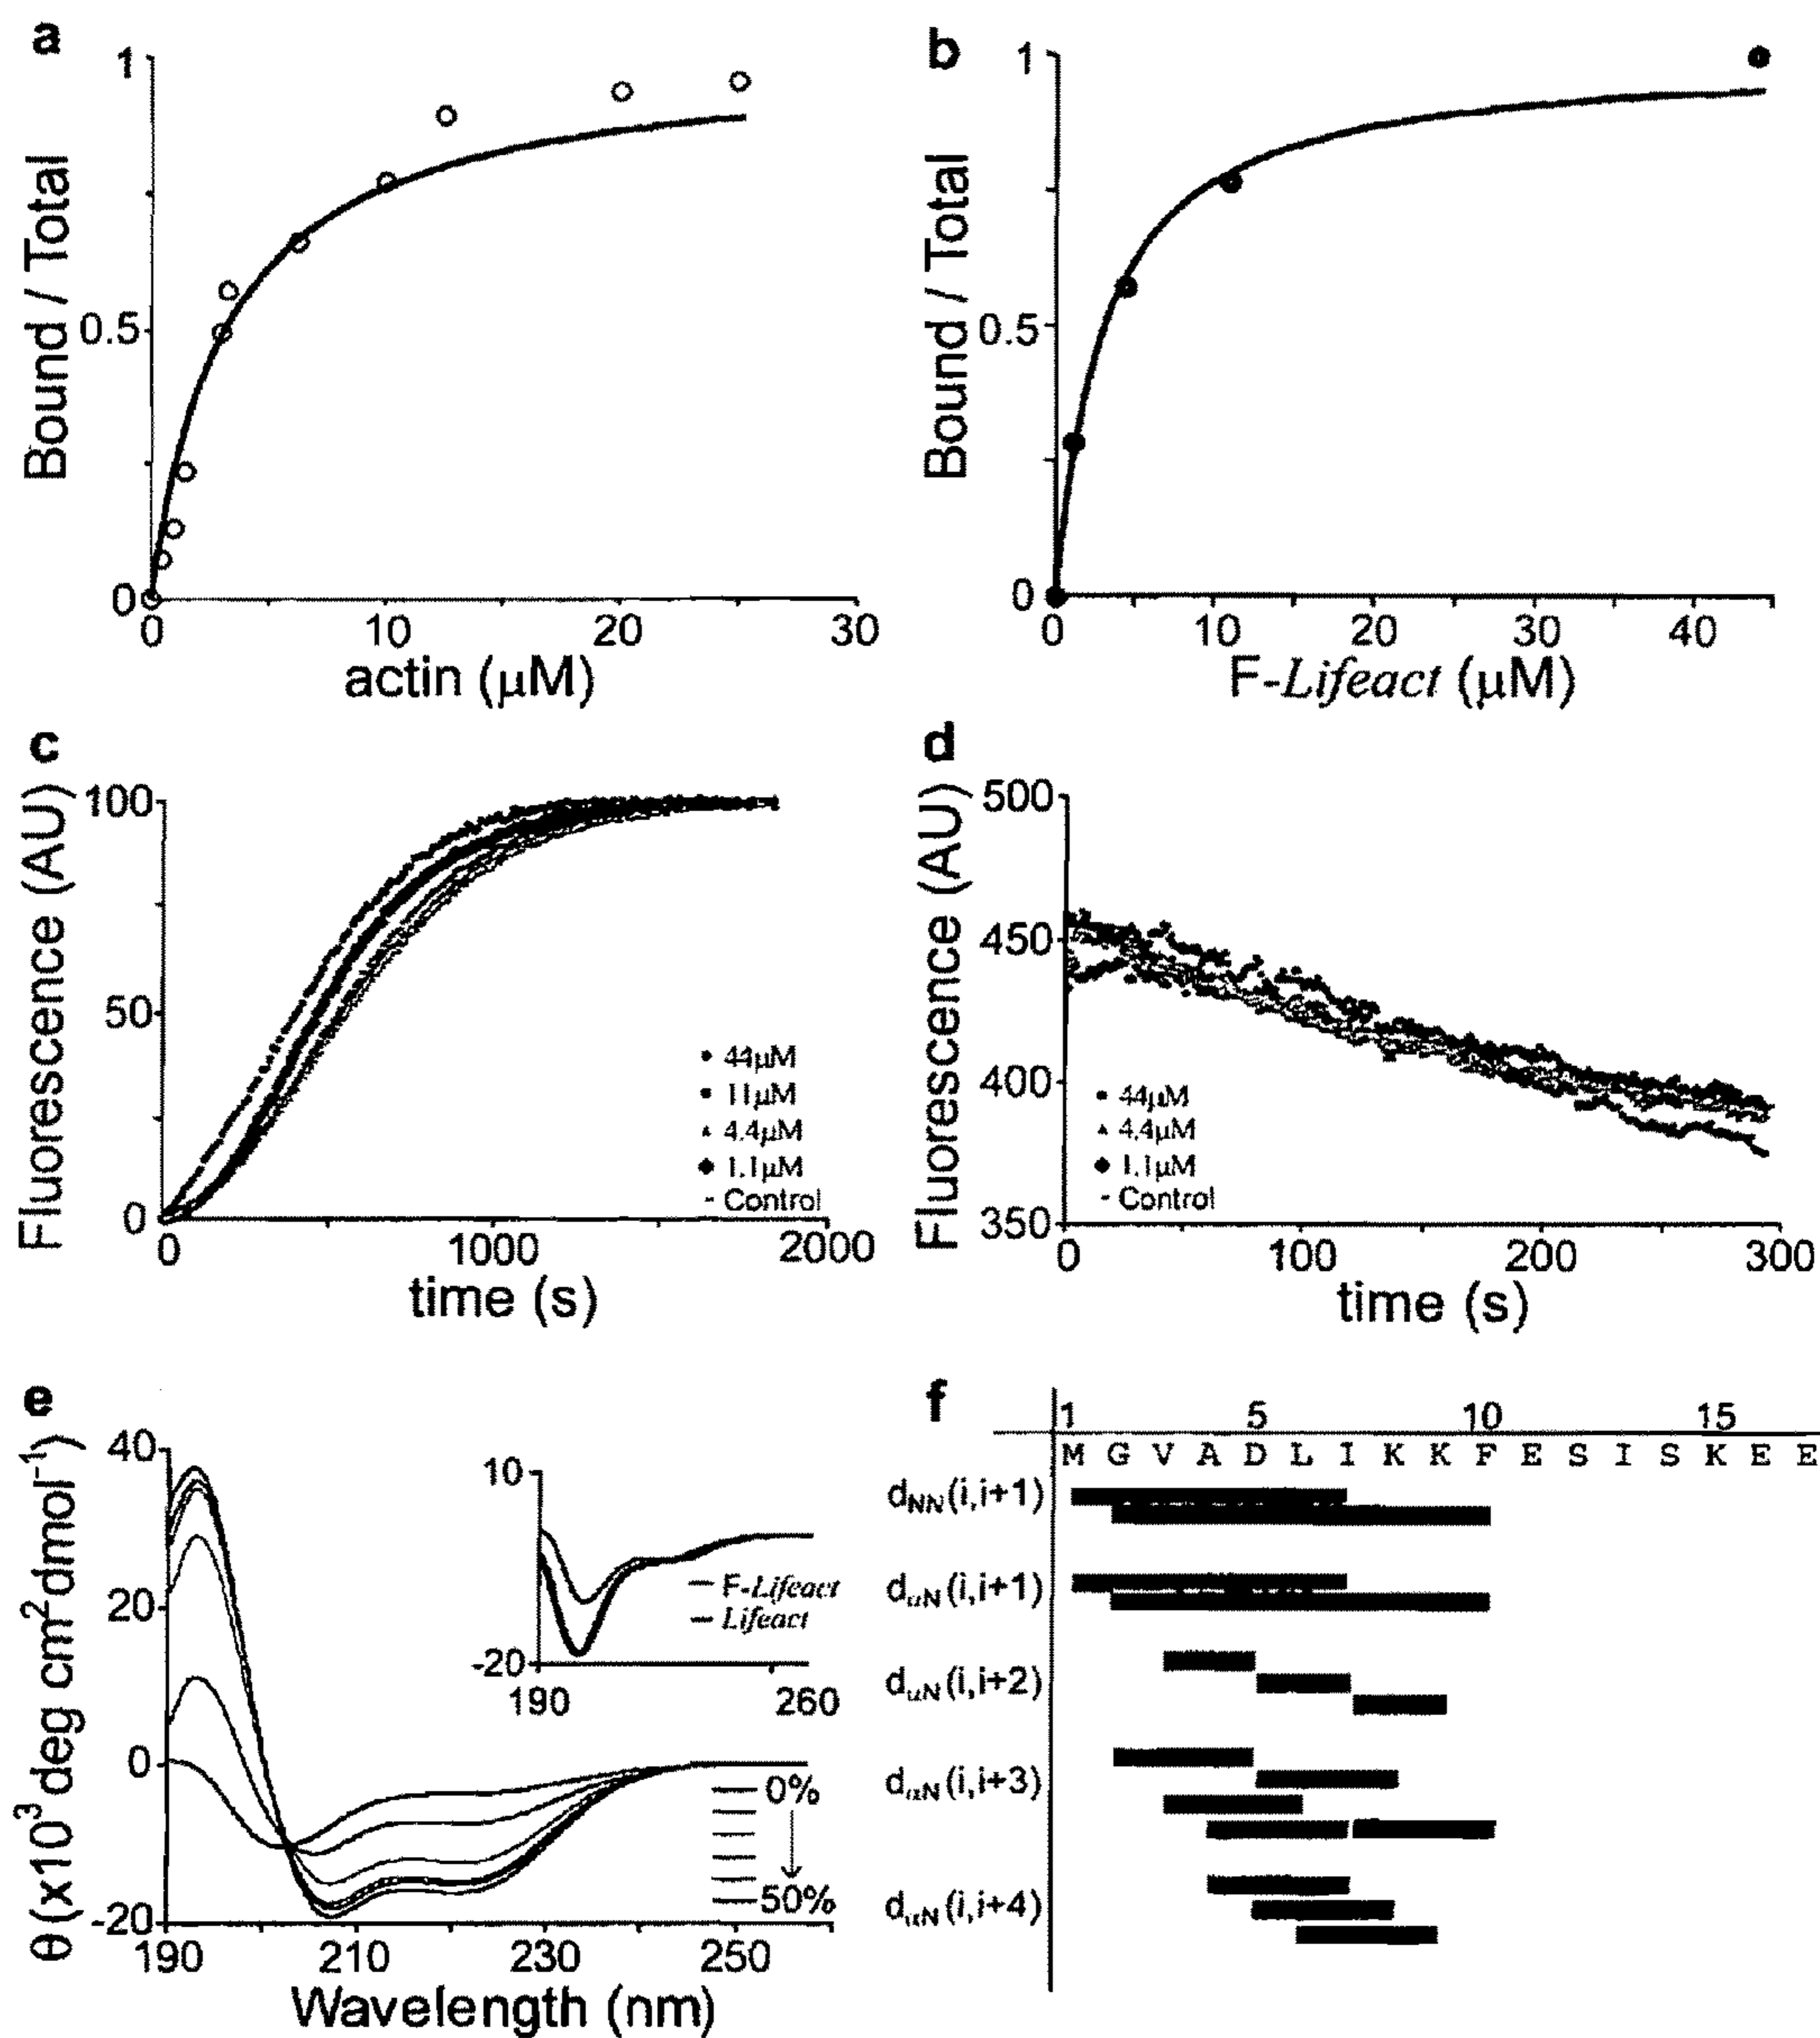 a
1
0.5
0
Bound / Total
0 10 20 30
actin (μM)
b
1
0.5
0
Bound / Total
0 10 20 30 40
F-Lifeact (μM)
c
100
50
0
Fluorescence (AU)
44μM
11μM
4.4μM
1.1μM
Control
0 1000 2000
time (s)
d
500
450
400
350
Fluorescence (AU)
44μM
4.4μM
1.1μM
Control
0 100 200 300
time (s)
e
40
20
0
-20
θ (x10³ deg cm² dmol⁻¹)
10
-20
190 260
F-Lifeact
Lifeact
0%
50%
190 210 230 250
Wavelength (nm)
f
1 5 10 15
M G V A D L I K K F E S I S K E E
dNN(i,i+1)
dαN(i,i+1)
dαN(i,i+2)
dαN(i,i+3)
dαN(i,i+4)